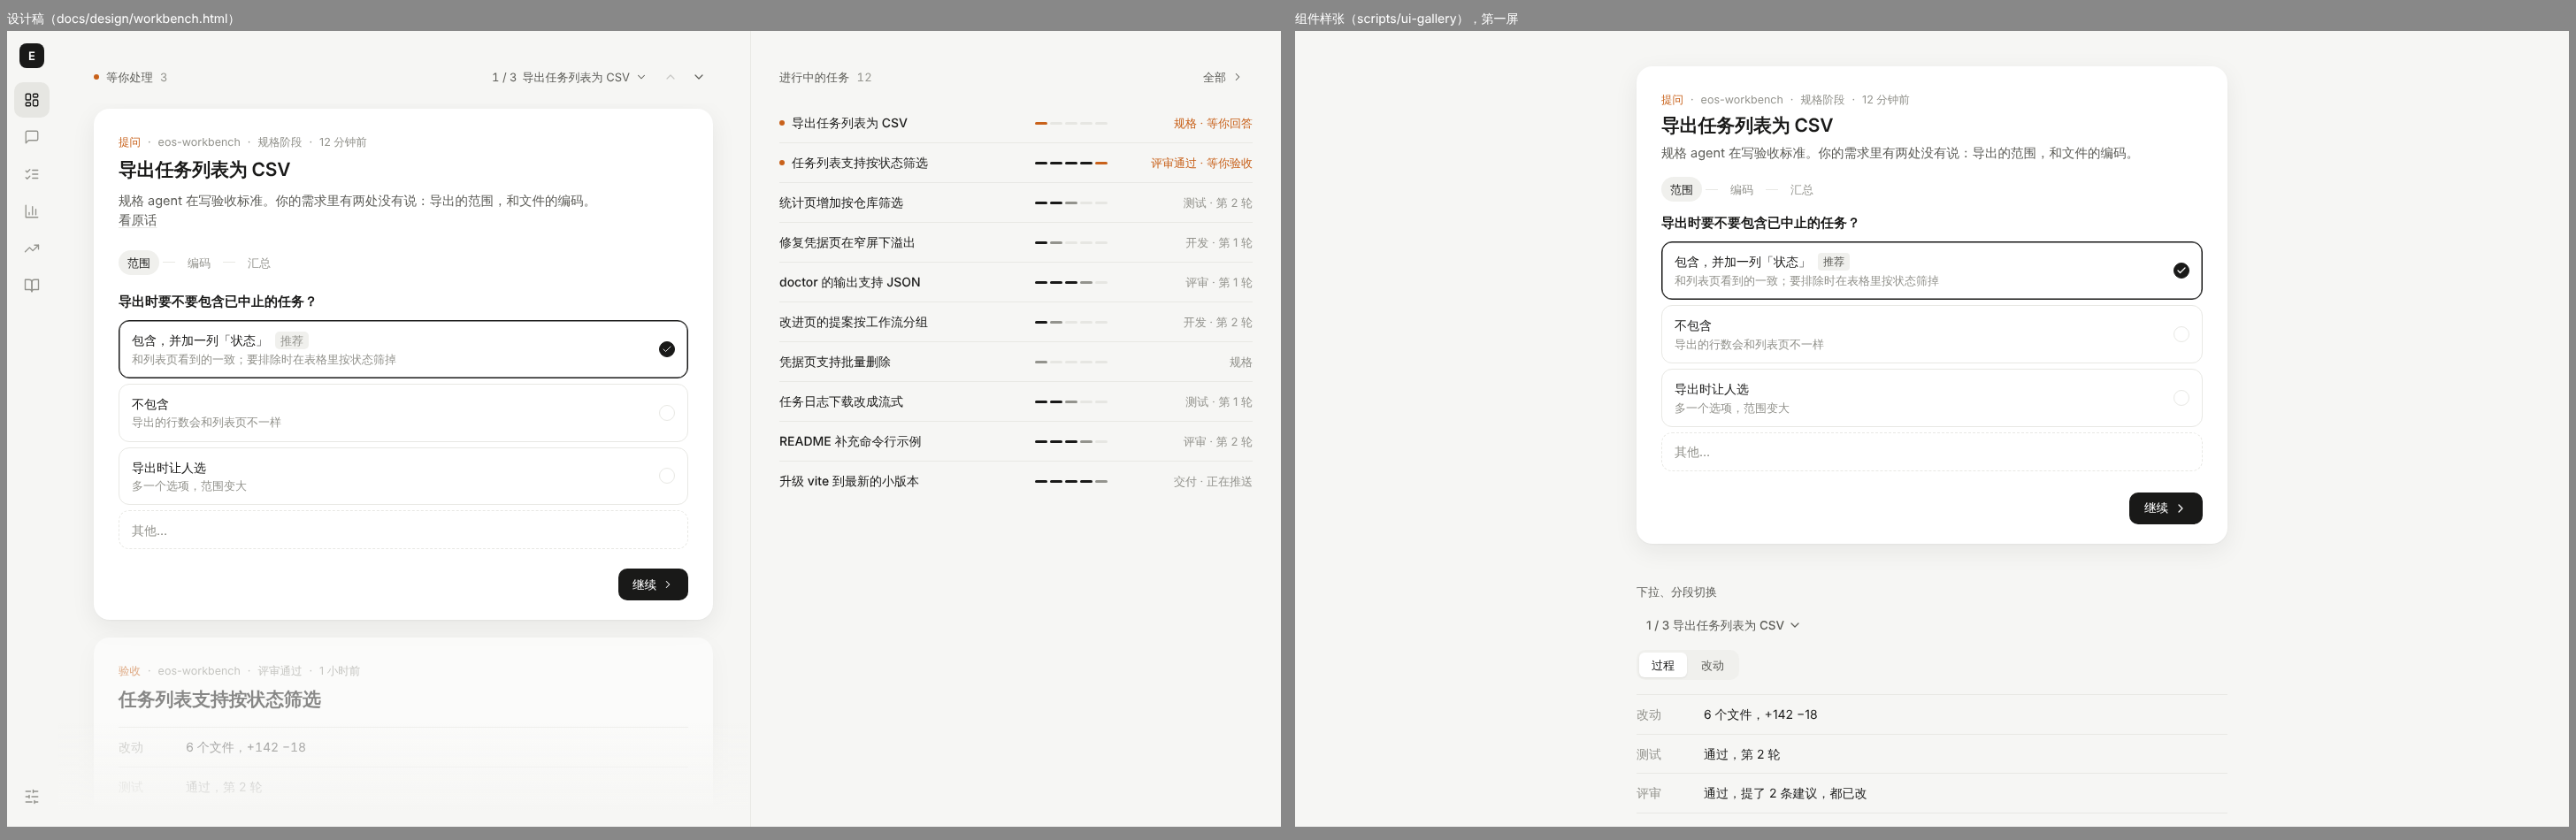 设计稿（docs/design/workbench.html）
E
等你处理 3
1 / 3 导出任务列表为 CSV
提问 · eos-workbench · 规格阶段 · 12 分钟前
导出任务列表为 CSV
规格 agent 在写验收标准。你的需求里有两处没有说：导出的范围，和文件的编码。
看原话
范围 — 编码 — 汇总
导出时要不要包含已中止的任务？
包含，并加一列「状态」 推荐
和列表页看到的一致；要排除时在表格里按状态筛掉
不包含
导出的行数会和列表页不一样
导出时让人选
多一个选项，范围变大
其他...
继续
验收 · eos-workbench · 评审通过 · 1 小时前
任务列表支持按状态筛选
改动 6 个文件，+142 −18
测试 通过，第 2 轮
进行中的任务 12
全部
导出任务列表为 CSV 规格 · 等你回答
任务列表支持按状态筛选 评审通过 · 等你验收
统计页增加按仓库筛选 测试 · 第 2 轮
修复凭据页在窄屏下溢出 开发 · 第 1 轮
doctor 的输出支持 JSON 评审 · 第 1 轮
改进页的提案按工作流分组 开发 · 第 2 轮
凭据页支持批量删除 规格
任务日志下载改成流式 测试 · 第 1 轮
README 补充命令行示例 评审 · 第 2 轮
升级 vite 到最新的小版本 交付 · 正在推送
组件样张（scripts/ui-gallery），第一屏
提问 · eos-workbench · 规格阶段 · 12 分钟前
导出任务列表为 CSV
规格 agent 在写验收标准。你的需求里有两处没有说：导出的范围，和文件的编码。
范围 — 编码 — 汇总
导出时要不要包含已中止的任务？
包含，并加一列「状态」 推荐
和列表页看到的一致；要排除时在表格里按状态筛掉
不包含
导出的行数会和列表页不一样
导出时让人选
多一个选项，范围变大
其他...
继续
下拉、分段切换
1 / 3 导出任务列表为 CSV
过程 改动
改动 6 个文件，+142 −18
测试 通过，第 2 轮
评审 通过，提了 2 条建议，都已改